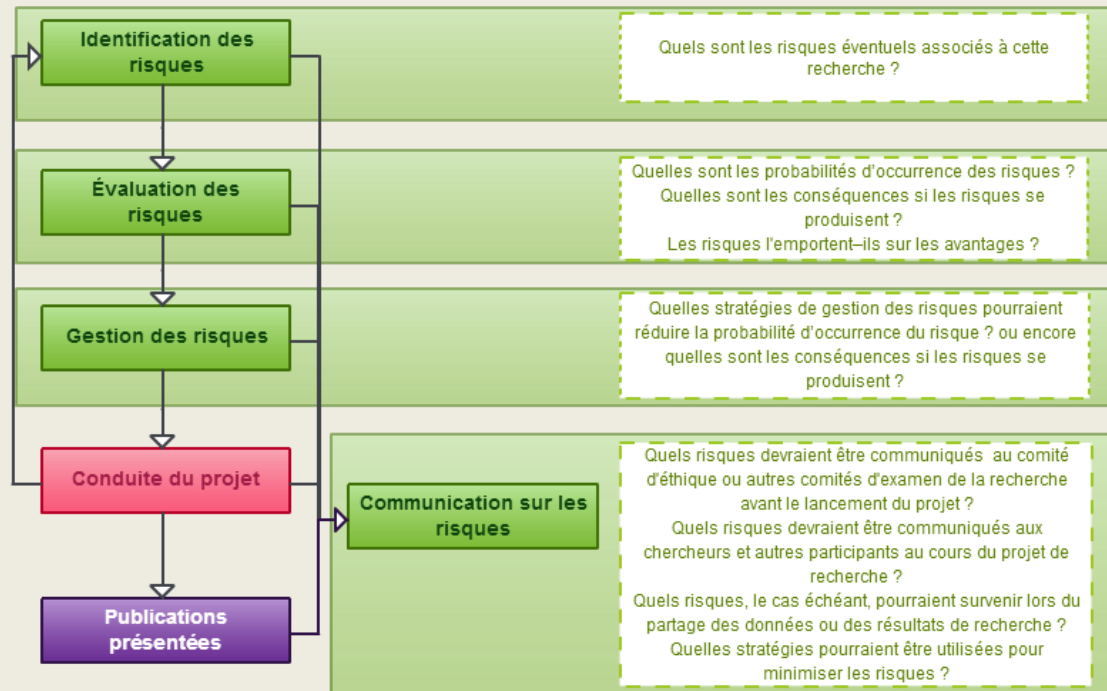 Identification des
risques
Quels sont les risques éventuels associés à cette
recherche ?
Évaluation des
risques
Quelles sont les probabilités d'occurrence des risques ?
Quelles sont les conséquences si les risques se
produisent ?
Les risques l'emportent–ils sur les avantages ?
Gestion des risques
Quelles stratégies de gestion des risques pourraient
réduire la probabilité d'occurrence du risque ? ou encore
quelles sont les conséquences si les risques se
produisent ?
Conduite du projet
Communication sur les
risques
Quels risques devraient être communiqués au comité
d'éthique ou autres comités d'examen de la recherche
avant le lancement du projet ?
Quels risques devraient être communiqués aux
chercheurs et autres participants au cours du projet de
recherche ?
Quels risques, le cas échéant, pourraient survenir lors du
partage des données ou des résultats de recherche ?
Quelles stratégies pourraient être utilisées pour
minimiser les risques ?
Publications
présentées